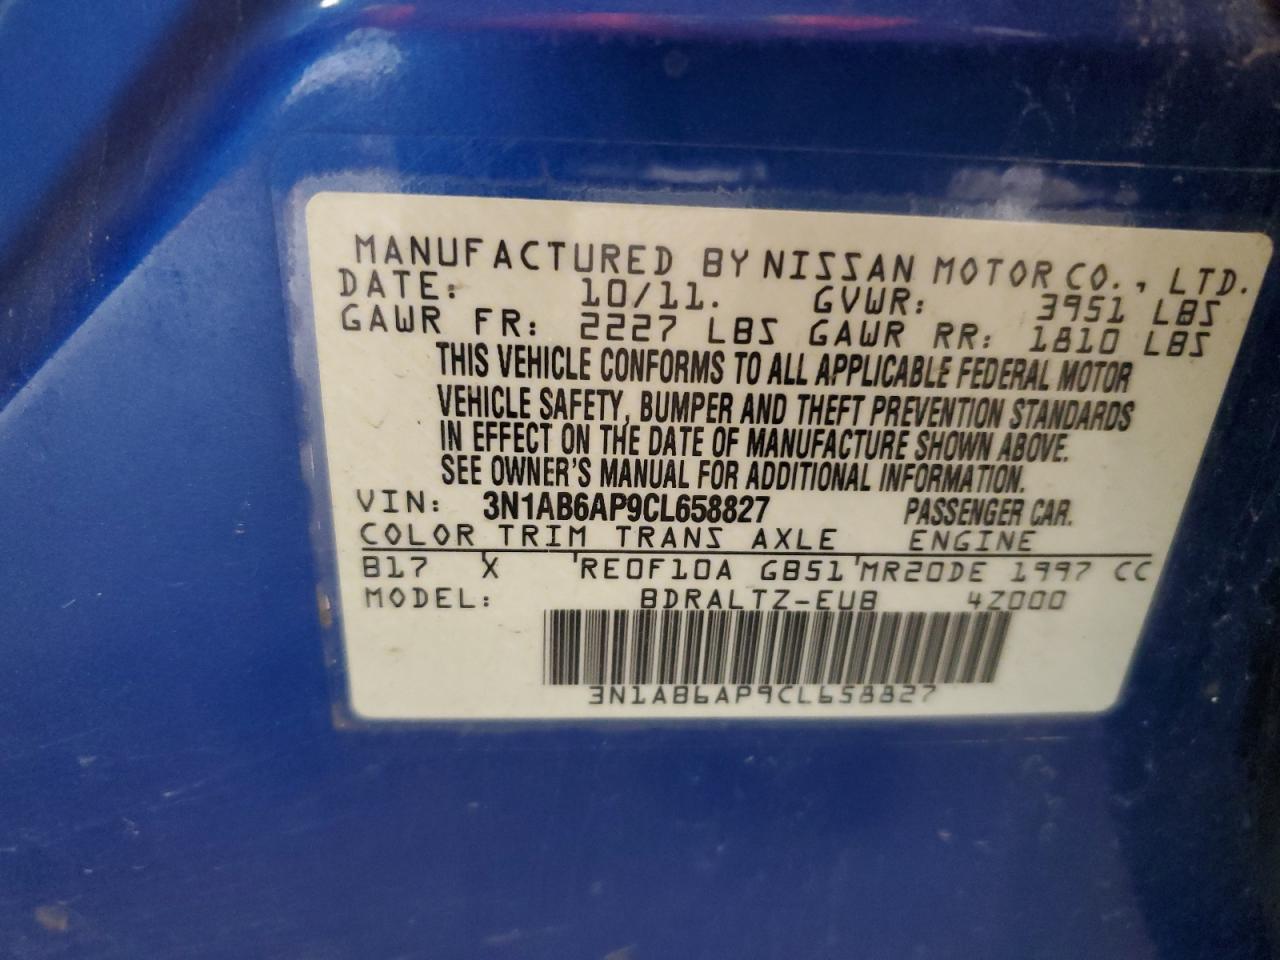 MANUFACTURED BY NISSAN MOTOR CO., LTD.
DATE: 10/11. GVWR: 3951 LBS
GAWR FR: 2227 LBS GAWR RR: 1810 LBS
THIS VEHICLE CONFORMS TO ALL APPLICABLE FEDERAL MOTOR
VEHICLE SAFETY, BUMPER AND THEFT PREVENTION STANDARDS
IN EFFECT ON THE DATE OF MANUFACTURE SHOWN ABOVE.
SEE OWNER'S MANUAL FOR ADDITIONAL INFORMATION.
VIN: 3N1AB6AP9CL658827 PASSENGER CAR.
COLOR TRIM TRANS AXLE ENGINE
B17 X 'RE0F10A GB51'MR20DE 1997 CC
MODEL: BDRALTZ-EUB 4Z000
3N1AB6AP9CL658827